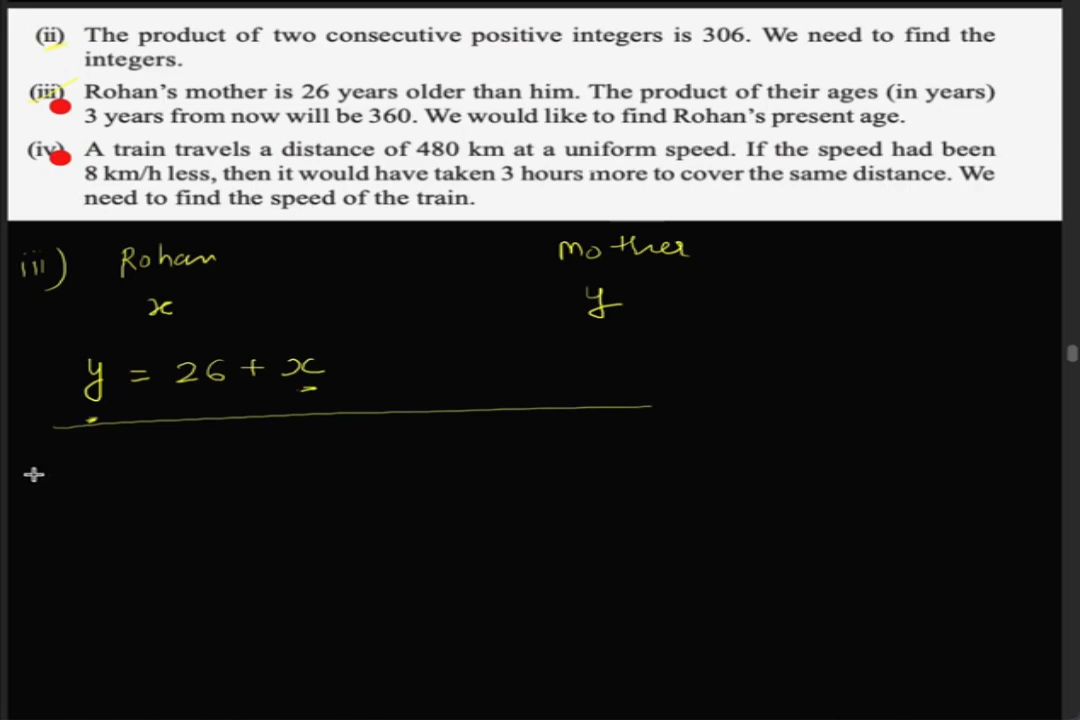 (ii) The product of two consecutive positive integers is 306. We need to find the
integers.
(iii) Rohan's mother is 26 years older than him. The product of their ages (in years)
3 years from now will be 360. We would like to find Rohan's present age.
(iv) A train travels a distance of 480 km at a uniform speed. If the speed had been
8 km/h less, then it would have taken 3 hours more to cover the same distance. We
need to find the speed of the train.
iii) Rohan Mother
x y
y = 26 + x